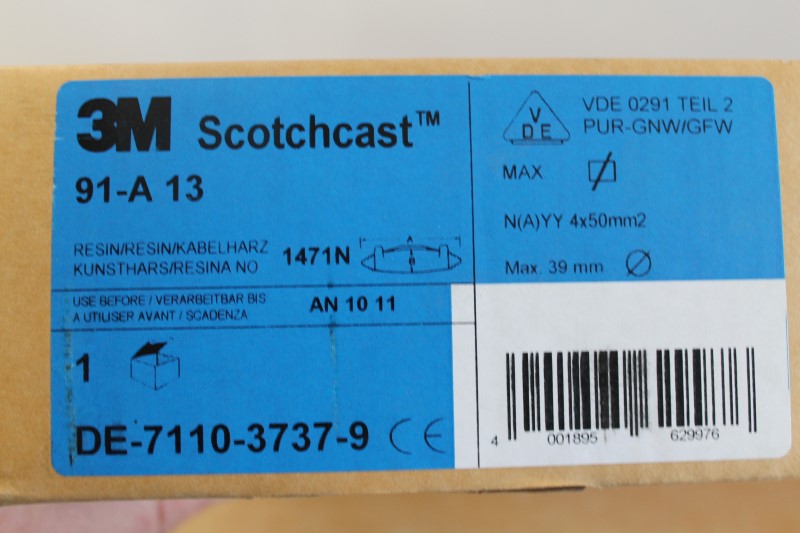 3M Scotchcast™
91-A 13
RESIN/RESIN/KABELHARZ
KUNSTHARS/RESINA NO
1471N
A
B
USE BEFORE / VERARBEITBAR BIS
A UTILISER AVANT / SCADENZA
AN 10 11
1
DE-7110-3737-9 CE
VDE
VDE 0291 TEIL 2
PUR-GNW/GFW
MAX
N(A)YY 4x50mm2
Max. 39 mm
4 001895 629976